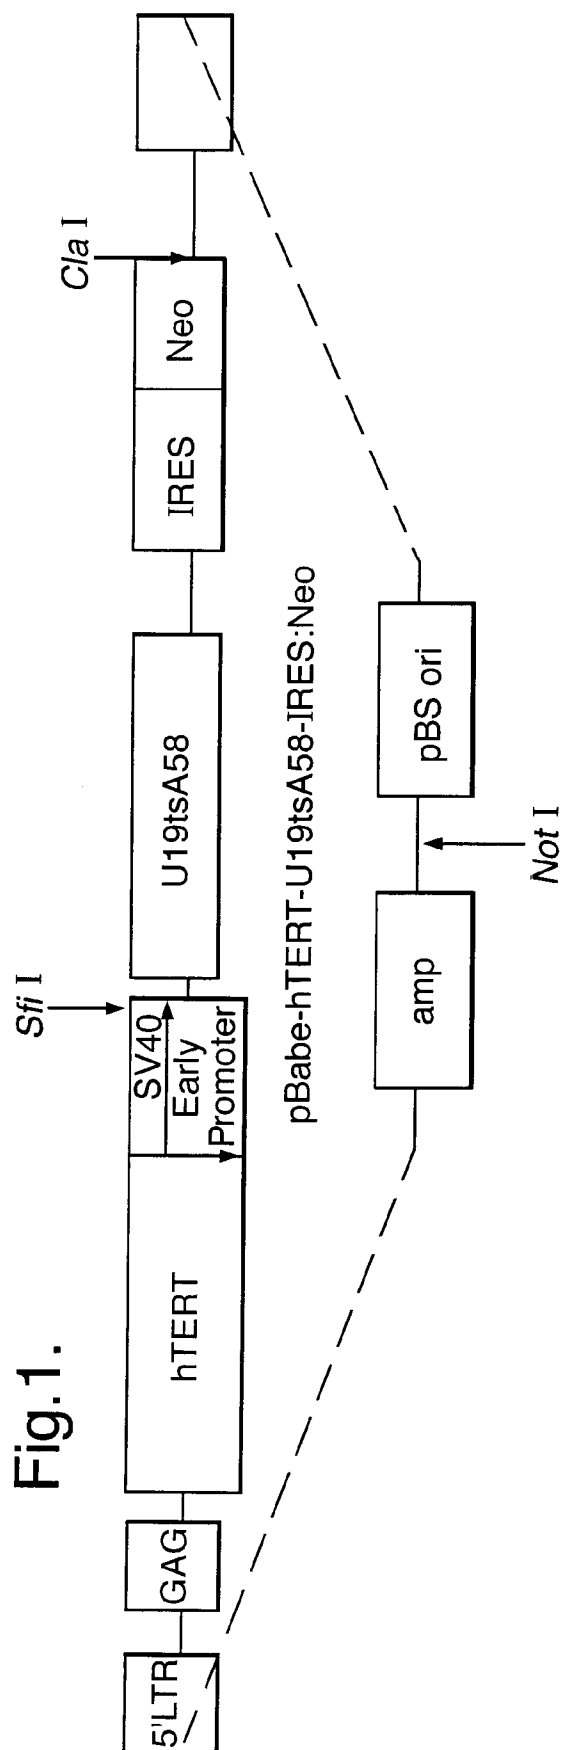 Fig.1.
Sfi I
Cla I
5'LTR
GAG
hTERT
SV40
Early
Promoter
U19tsA58
IRES
Neo
pBabe-hTERT-U19tsA58-IRES:Neo
amp
pBS ori
Not I